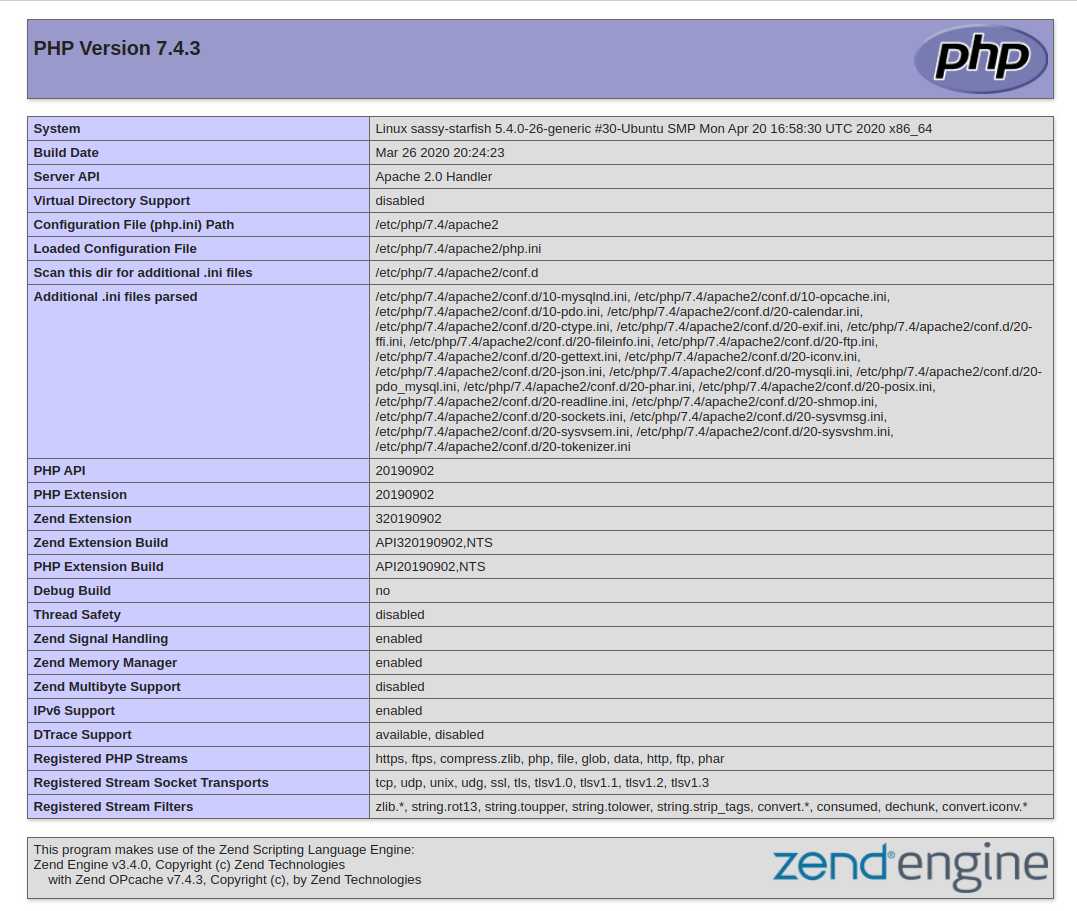 PHP Version 7.4.3
php
System Linux sassy-starfish 5.4.0-26-generic #30-Ubuntu SMP Mon Apr 20 16:58:30 UTC 2020 x86_64
Build Date Mar 26 2020 20:24:23
Server API Apache 2.0 Handler
Virtual Directory Support disabled
Configuration File (php.ini) Path /etc/php/7.4/apache2
Loaded Configuration File /etc/php/7.4/apache2/php.ini
Scan this dir for additional .ini files /etc/php/7.4/apache2/conf.d
Additional .ini files parsed /etc/php/7.4/apache2/conf.d/10-mysqlnd.ini, /etc/php/7.4/apache2/conf.d/10-opcache.ini,
/etc/php/7.4/apache2/conf.d/10-pdo.ini, /etc/php/7.4/apache2/conf.d/20-calendar.ini,
/etc/php/7.4/apache2/conf.d/20-ctype.ini, /etc/php/7.4/apache2/conf.d/20-exif.ini, /etc/php/7.4/apache2/conf.d/20-
ffi.ini, /etc/php/7.4/apache2/conf.d/20-fileinfo.ini, /etc/php/7.4/apache2/conf.d/20-ftp.ini,
/etc/php/7.4/apache2/conf.d/20-gettext.ini, /etc/php/7.4/apache2/conf.d/20-iconv.ini,
/etc/php/7.4/apache2/conf.d/20-json.ini, /etc/php/7.4/apache2/conf.d/20-mysqli.ini, /etc/php/7.4/apache2/conf.d/20-
pdo_mysql.ini, /etc/php/7.4/apache2/conf.d/20-phar.ini, /etc/php/7.4/apache2/conf.d/20-posix.ini,
/etc/php/7.4/apache2/conf.d/20-readline.ini, /etc/php/7.4/apache2/conf.d/20-shmop.ini,
/etc/php/7.4/apache2/conf.d/20-sockets.ini, /etc/php/7.4/apache2/conf.d/20-sysvmsg.ini,
/etc/php/7.4/apache2/conf.d/20-sysvsem.ini, /etc/php/7.4/apache2/conf.d/20-sysvshm.ini,
/etc/php/7.4/apache2/conf.d/20-tokenizer.ini
PHP API 20190902
PHP Extension 20190902
Zend Extension 320190902
Zend Extension Build API320190902,NTS
PHP Extension Build API20190902,NTS
Debug Build no
Thread Safety disabled
Zend Signal Handling enabled
Zend Memory Manager enabled
Zend Multibyte Support disabled
IPv6 Support enabled
DTrace Support available, disabled
Registered PHP Streams https, ftps, compress.zlib, php, file, glob, data, http, ftp, phar
Registered Stream Socket Transports tcp, udp, unix, udg, ssl, tls, tlsv1.0, tlsv1.1, tlsv1.2, tlsv1.3
Registered Stream Filters zlib.*, string.rot13, string.toupper, string.tolower, string.strip_tags, convert.*, consumed, dechunk, convert.iconv.*
This program makes use of the Zend Scripting Language Engine:
Zend Engine v3.4.0, Copyright (c) Zend Technologies
with Zend OPcache v7.4.3, Copyright (c), by Zend Technologies
zend® engine